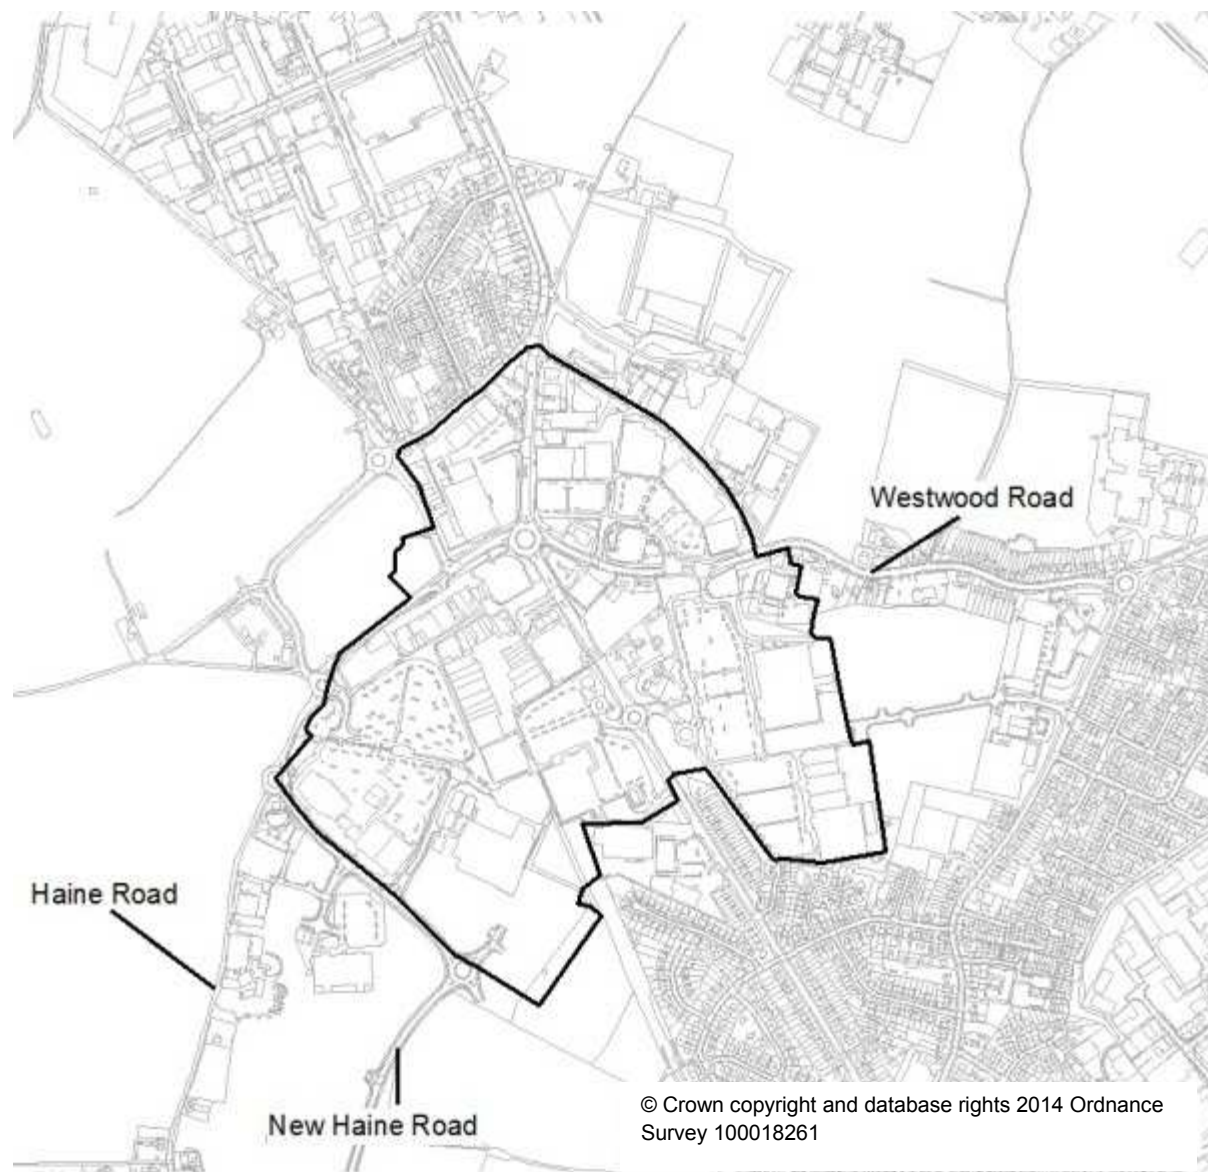 Westwood Road
Haine Road
New Haine Road
© Crown copyright and database rights 2014 Ordnance
Survey 100018261